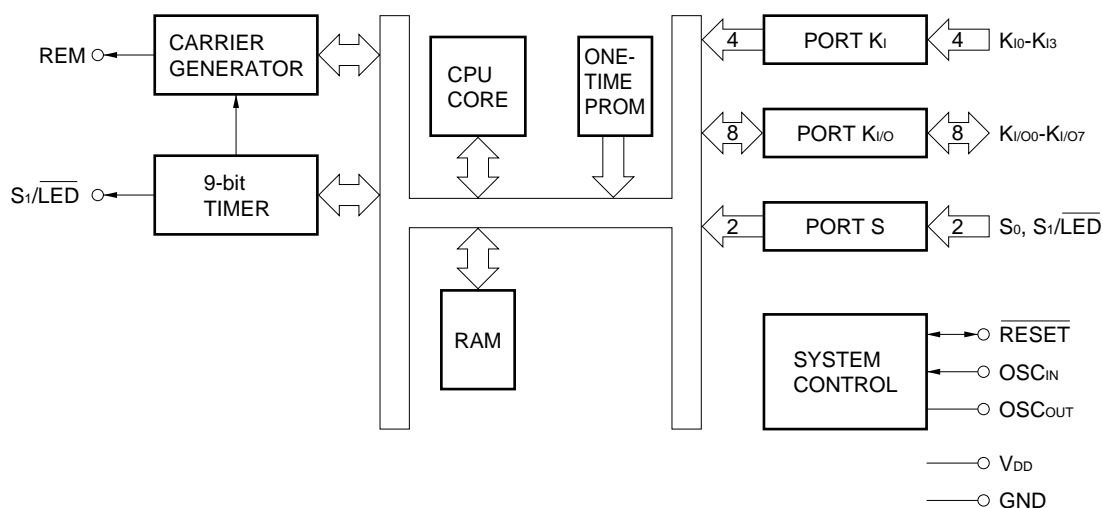 REM
CARRIER
GENERATOR
S1/LED
9-bit
TIMER
CPU
CORE
ONE-
TIME
PROM
RAM
4
PORT KI
4
KI0-KI3
8
PORT KI/O
8
KI/O0-KI/O7
2
PORT S
2
S0, S1/LED
SYSTEM
CONTROL
RESET
OSCIN
OSCOUT
VDD
GND